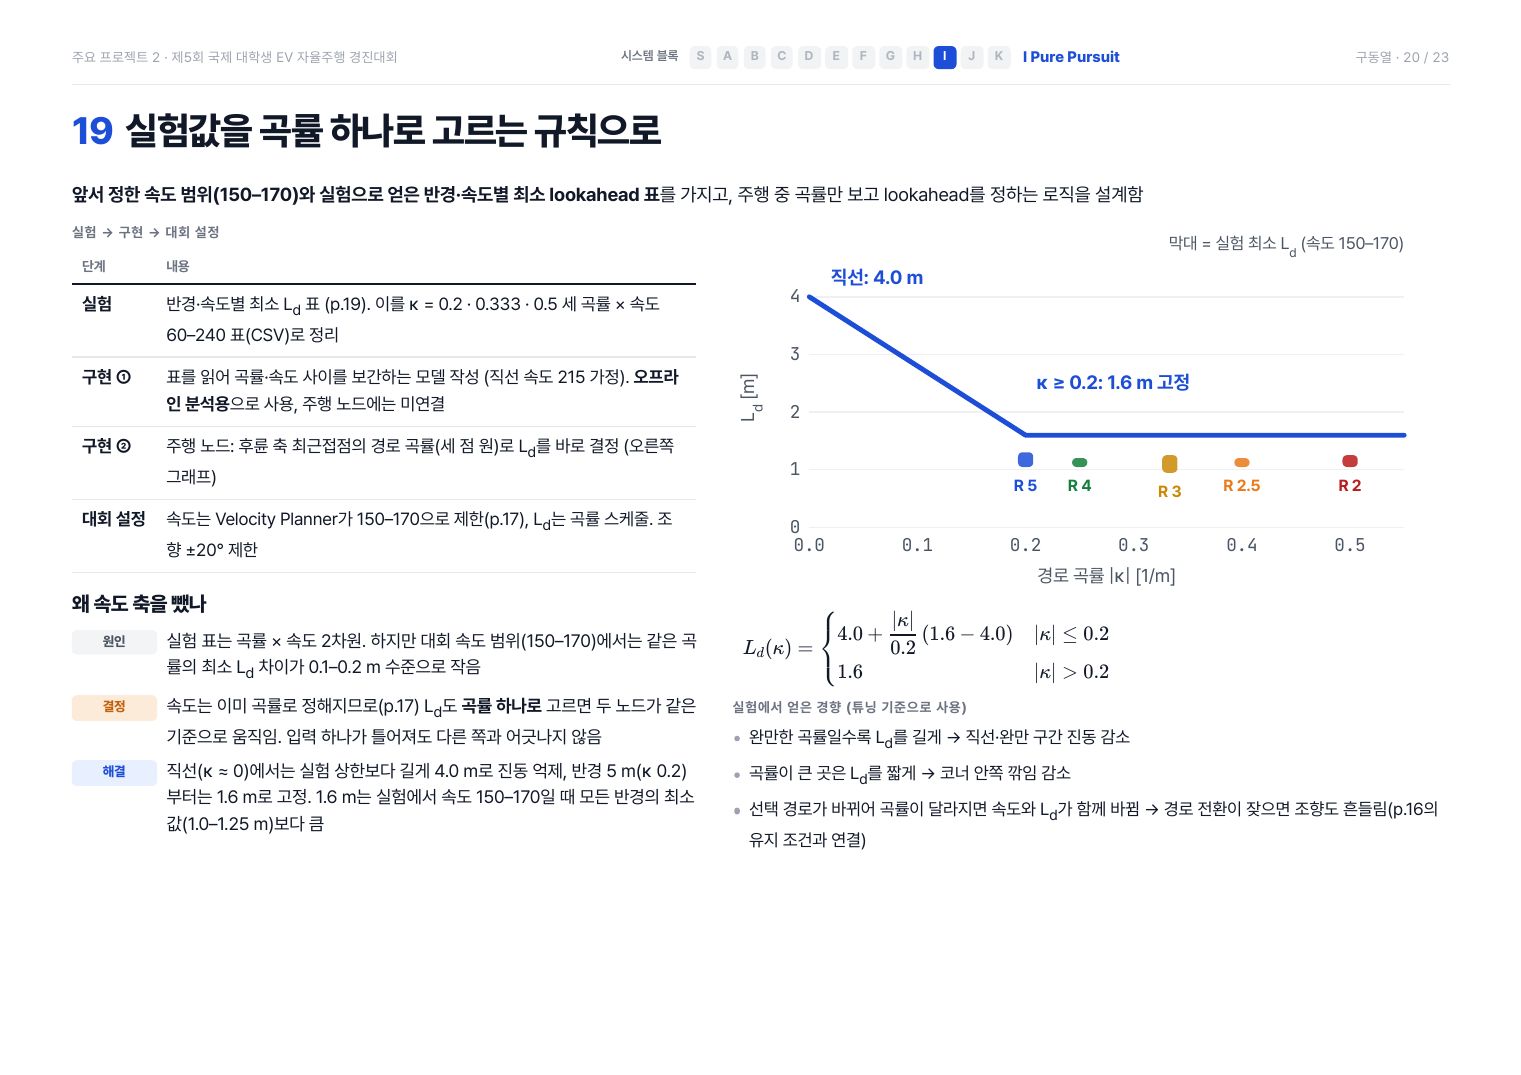 주요 프로젝트 2 · 제5회 국제 대학생 EV 자율주행 경진대회
시스템 블록 S A B C D E F G H I J K I Pure Pursuit
구동열 · 20 / 23
19 실험값을 곡률 하나로 고르는 규칙으로
앞서 정한 속도 범위(150–170)와 실험으로 얻은 반경·속도별 최소 lookahead 표를 가지고, 주행 중 곡률만 보고 lookahead를 정하는 로직을 설계함
실험 → 구현 → 대회 설정
단계 내용
실험 반경·속도별 최소 Ld 표 (p.19). 이를 κ = 0.2 · 0.333 · 0.5 세 곡률 × 속도
60–240 표(CSV)로 정리
구현 ① 표를 읽어 곡률·속도 사이를 보간하는 모델 작성 (직선 속도 215 가정). 오프라
인 분석용으로 사용, 주행 노드에는 미연결
구현 ② 주행 노드: 후륜 축 최근접점의 경로 곡률(세 점 원)로 Ld를 바로 결정 (오른쪽
그래프)
대회 설정 속도는 Velocity Planner가 150–170으로 제한(p.17), Ld는 곡률 스케줄. 조
향 ±20° 제한
왜 속도 축을 뺐나
원인 실험 표는 곡률 × 속도 2차원. 하지만 대회 속도 범위(150–170)에서는 같은 곡
률의 최소 Ld 차이가 0.1–0.2 m 수준으로 작음
결정 속도는 이미 곡률로 정해지므로(p.17) Ld도 곡률 하나로 고르면 두 노드가 같은
기준으로 움직임. 입력 하나가 틀어져도 다른 쪽과 어긋나지 않음
해결 직선(κ ≈ 0)에서는 실험 상한보다 길게 4.0 m로 진동 억제, 반경 5 m(κ 0.2)
부터는 1.6 m로 고정. 1.6 m는 실험에서 속도 150–170일 때 모든 반경의 최소
값(1.0–1.25 m)보다 큼
막대 = 실험 최소 Ld (속도 150–170)
직선: 4.0 m
4
3
κ ≥ 0.2: 1.6 m 고정
Ld [m]
2
1
R 5 R 4 R 3 R 2.5 R 2
0
0.0 0.1 0.2 0.3 0.4 0.5
경로 곡률 |κ| [1/m]
Ld(κ) = { 4.0 + |κ|/0.2 (1.6 − 4.0) |κ| ≤ 0.2
1.6 |κ| > 0.2
실험에서 얻은 경향 (튜닝 기준으로 사용)
• 완만한 곡률일수록 Ld를 길게 → 직선·완만 구간 진동 감소
• 곡률이 큰 곳은 Ld를 짧게 → 코너 안쪽 깎임 감소
• 선택 경로가 바뀌어 곡률이 달라지면 속도와 Ld가 함께 바뀜 → 경로 전환이 잦으면 조향도 흔들림(p.16의
유지 조건과 연결)